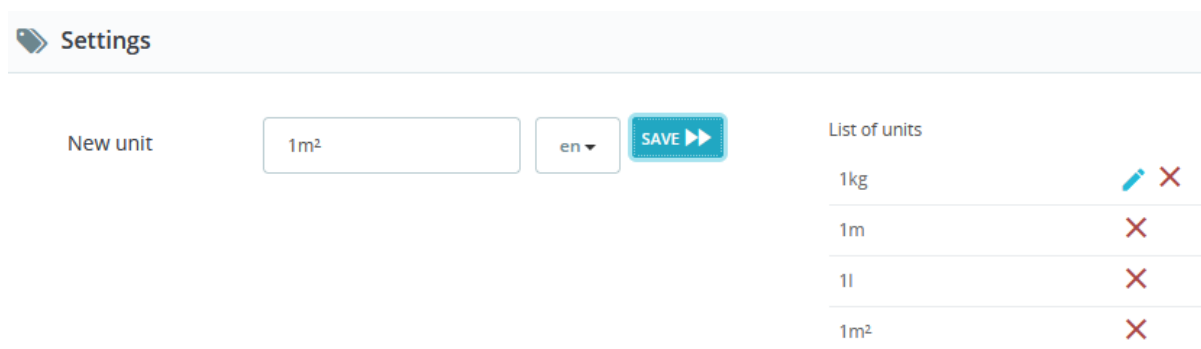 Settings
New unit
1m²
en
SAVE
List of units
1kg
1m
1l
1m²